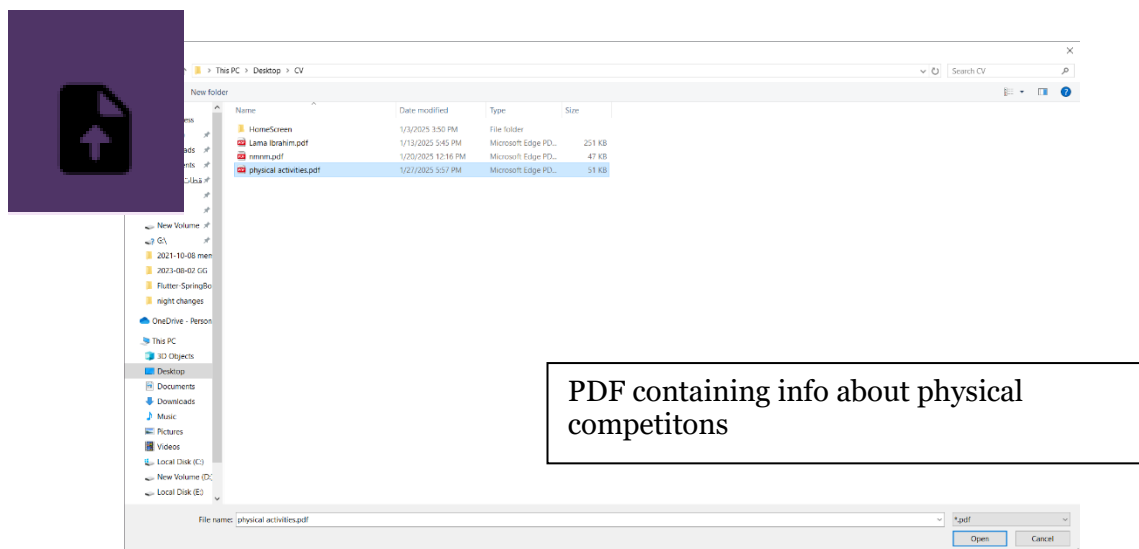 This PC > Desktop > CV
Search CV
New folder
Name
Date modified
Type
Size
HomeScreen 1/3/2025 3:50 PM File folder
Lama Ibrahim.pdf 1/13/2025 5:45 PM Microsoft Edge PD... 251 KB
nmnm.pdf 1/20/2025 12:16 PM Microsoft Edge PD... 47 KB
physical activities.pdf 1/27/2025 5:57 PM Microsoft Edge PD... 51 KB
New Volume
G:\
2021-10-08 men
2023-08-02 GG
Flutter-SpringBo
night changes
OneDrive - Person
This PC
3D Objects
Desktop
Documents
Downloads
Music
Pictures
Videos
Local Disk (C:)
New Volume (D:
Local Disk (E:)
PDF containing info about physical
competitons
File name: physical activities.pdf
*.pdf
Open
Cancel